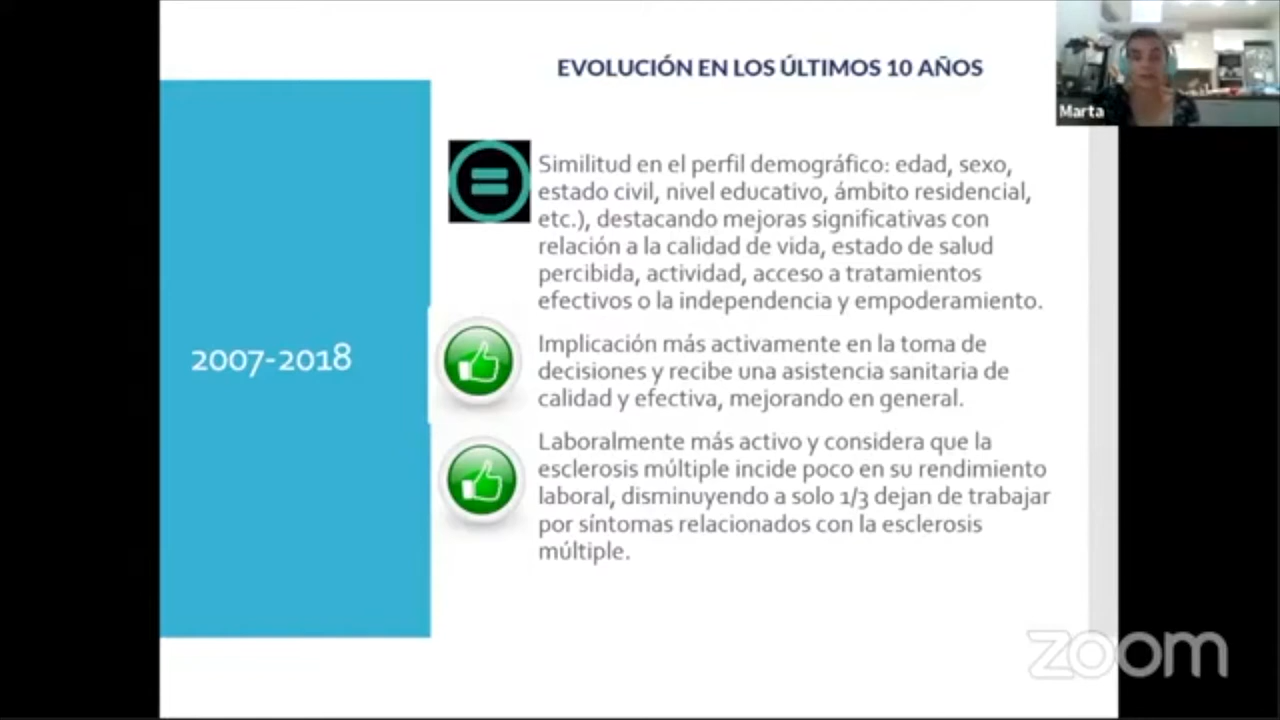 EVOLUCIÓN EN LOS ÚLTIMOS 10 AÑOS
Marta
Similitud en el perfil demográfico: edad, sexo,
estado civil, nivel educativo, ámbito residencial,
etc.), destacando mejoras significativas con
relación a la calidad de vida, estado de salud
percibida, actividad, acceso a tratamientos
efectivos o la independencia y empoderamiento.
2007-2018
Implicación más activamente en la toma de
decisiones y recibe una asistencia sanitaria de
calidad y efectiva, mejorando en general.
Laboralmente más activo y considera que la
esclerosis múltiple incide poco en su rendimiento
laboral, disminuyendo a solo 1/3 dejan de trabajar
por síntomas relacionados con la esclerosis
múltiple.
zoom